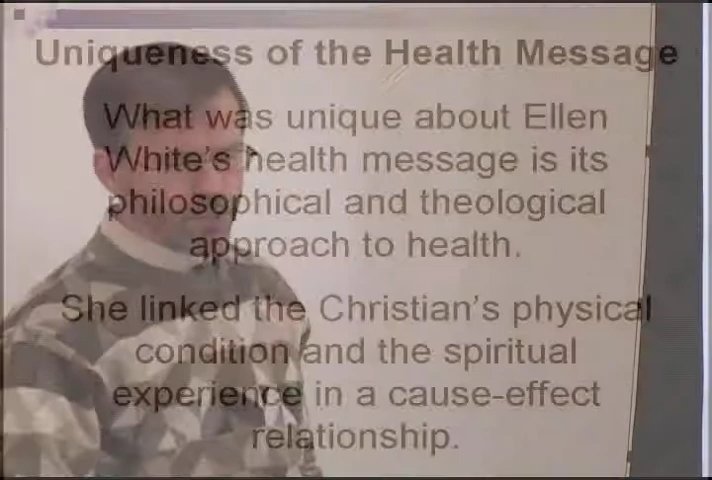 Uniqueness of the Health Message
What was unique about Ellen
White's health message is its
philosophical and theological
approach to health.
She linked the Christian's physical
condition and the spiritual
experience in a cause-effect
relationship.